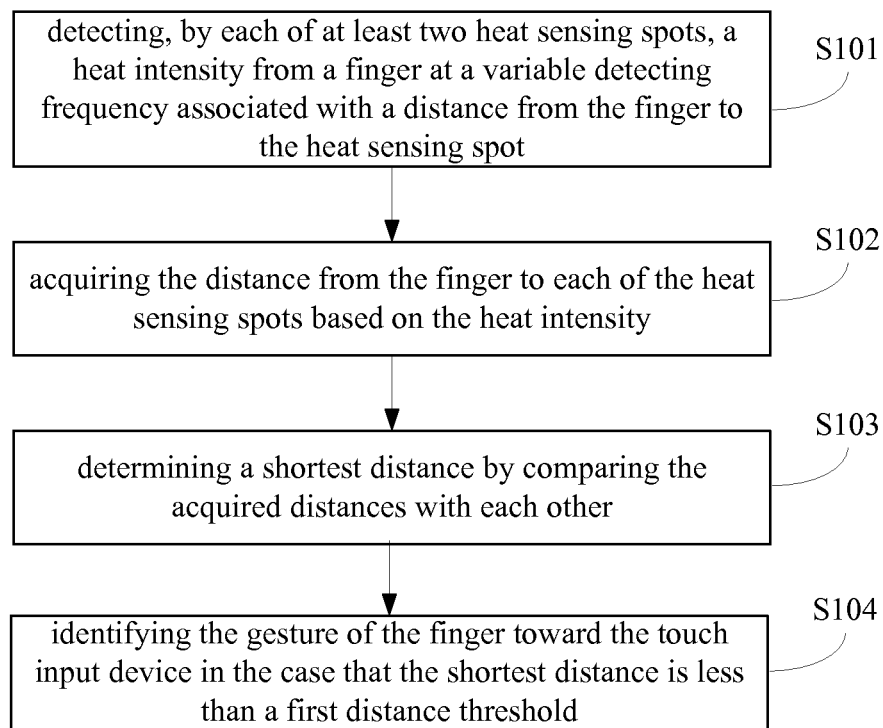 detecting, by each of at least two heat sensing spots, a
heat intensity from a finger at a variable detecting
frequency associated with a distance from the finger to
the heat sensing spot
S101
acquiring the distance from the finger to each of the heat
sensing spots based on the heat intensity
S102
determining a shortest distance by comparing the
acquired distances with each other
S103
identifying the gesture of the finger toward the touch
input device in the case that the shortest distance is less
than a first distance threshold
S104